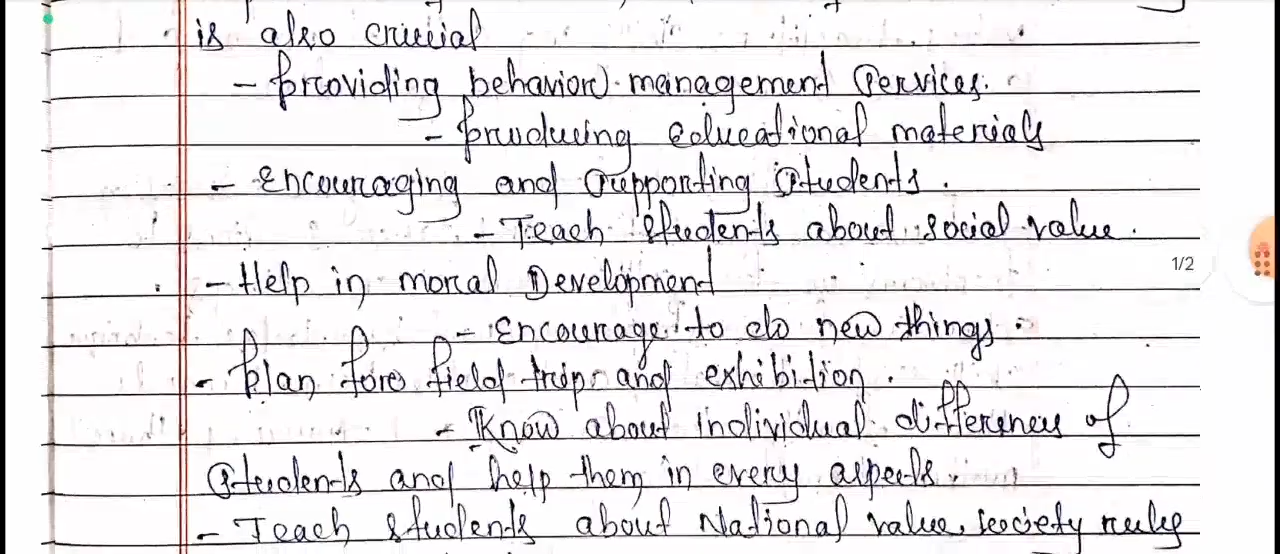 is also crucial
- providing behavior management services.
- producing educational materials
- Encouraging and supporting students.
- Teach students about social value.
- Help in moral Development
1/2
- Encourage to do new things.
- Plan for field trip and exhibition.
- Know about individual differences of
students and help them in every aspects.
- Teach students about National value, society rules